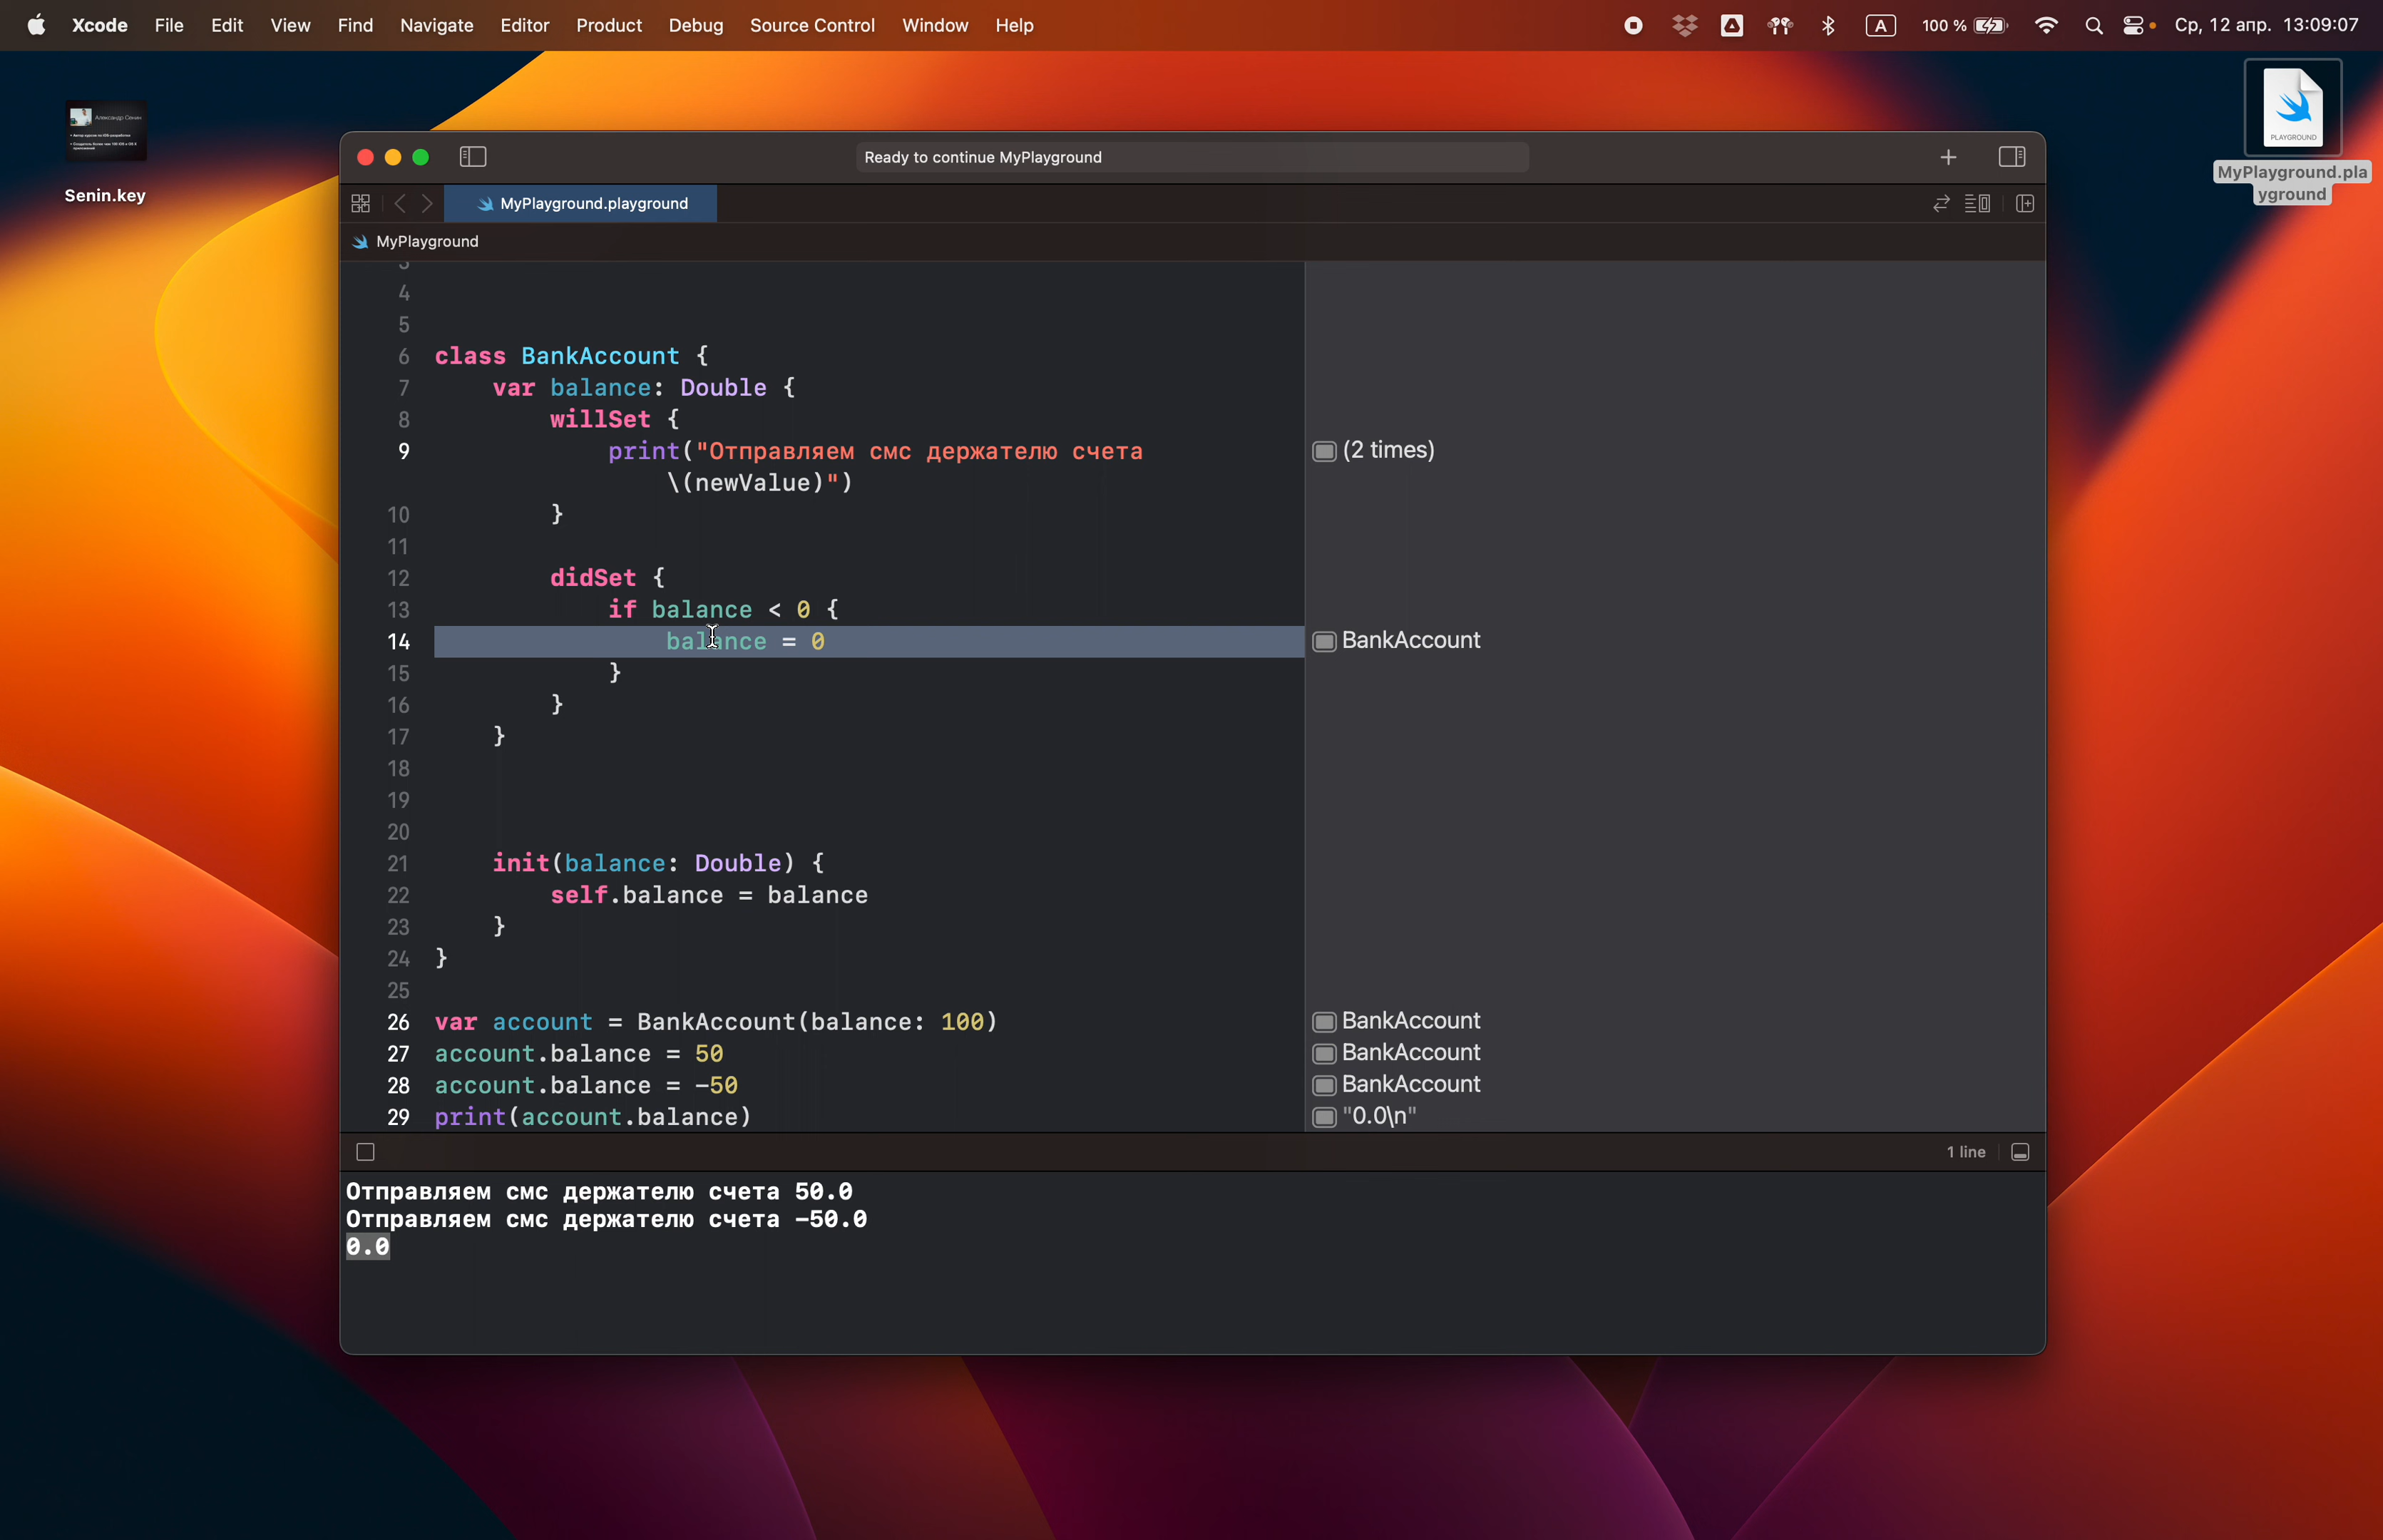 Xcode File Edit View Find Navigate Editor Product Debug Source Control Window Help A 100 % Ср, 12 апр. 13:09:07
Senin.key
PLAYGROUND
MyPlayground.pla
yground
Ready to continue MyPlayground
MyPlayground.playground
MyPlayground
3
4
5
6 class BankAccount {
7 var balance: Double {
8 willSet {
9 print("Отправляем смс держателю счета (2 times)
\(newValue)")
10 }
11
12 didSet {
13 if balance < 0 {
14 balance = 0 BankAccount
15 }
16 }
17 }
18
19
20
21 init(balance: Double) {
22 self.balance = balance
23 }
24 }
25
26 var account = BankAccount(balance: 100) BankAccount
27 account.balance = 50 BankAccount
28 account.balance = -50 BankAccount
29 print(account.balance) "0.0\n"
1 line
Отправляем смс держателю счета 50.0
Отправляем смс держателю счета -50.0
0.0